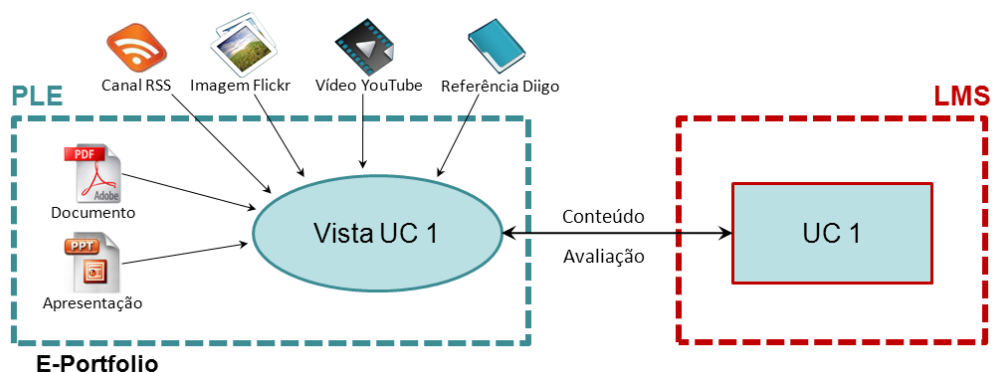 Canal RSS
Imagem Flickr
Vídeo YouTube
Referência Diigo
PLE
LMS
PDF
Adobe
Documento
PPT
Apresentação
Vista UC 1
Conteúdo
Avaliação
UC 1
E-Portfolio